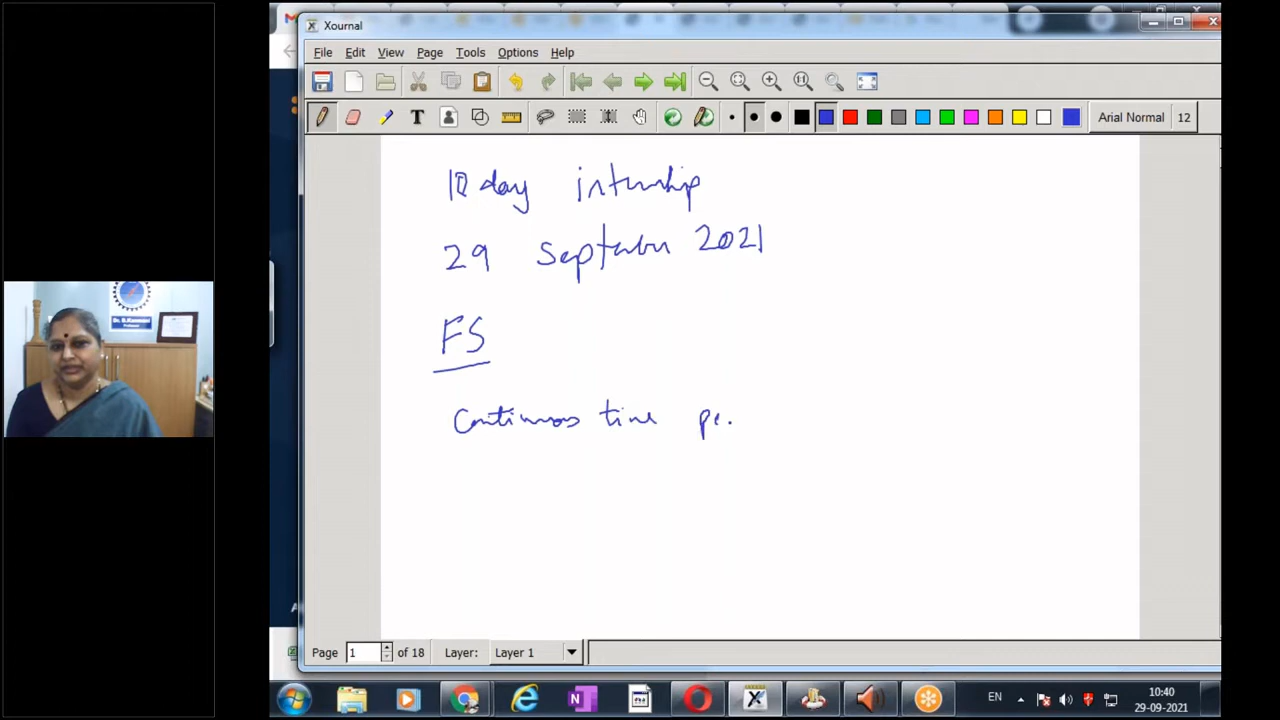 Xournal
File Edit View Page Tools Options Help
T Arial Normal 12
10 day internship
29 September 2021
FS
Continuous time pe.
Page 1 of 18 Layer: Layer 1
EN 10:40
29-09-2021